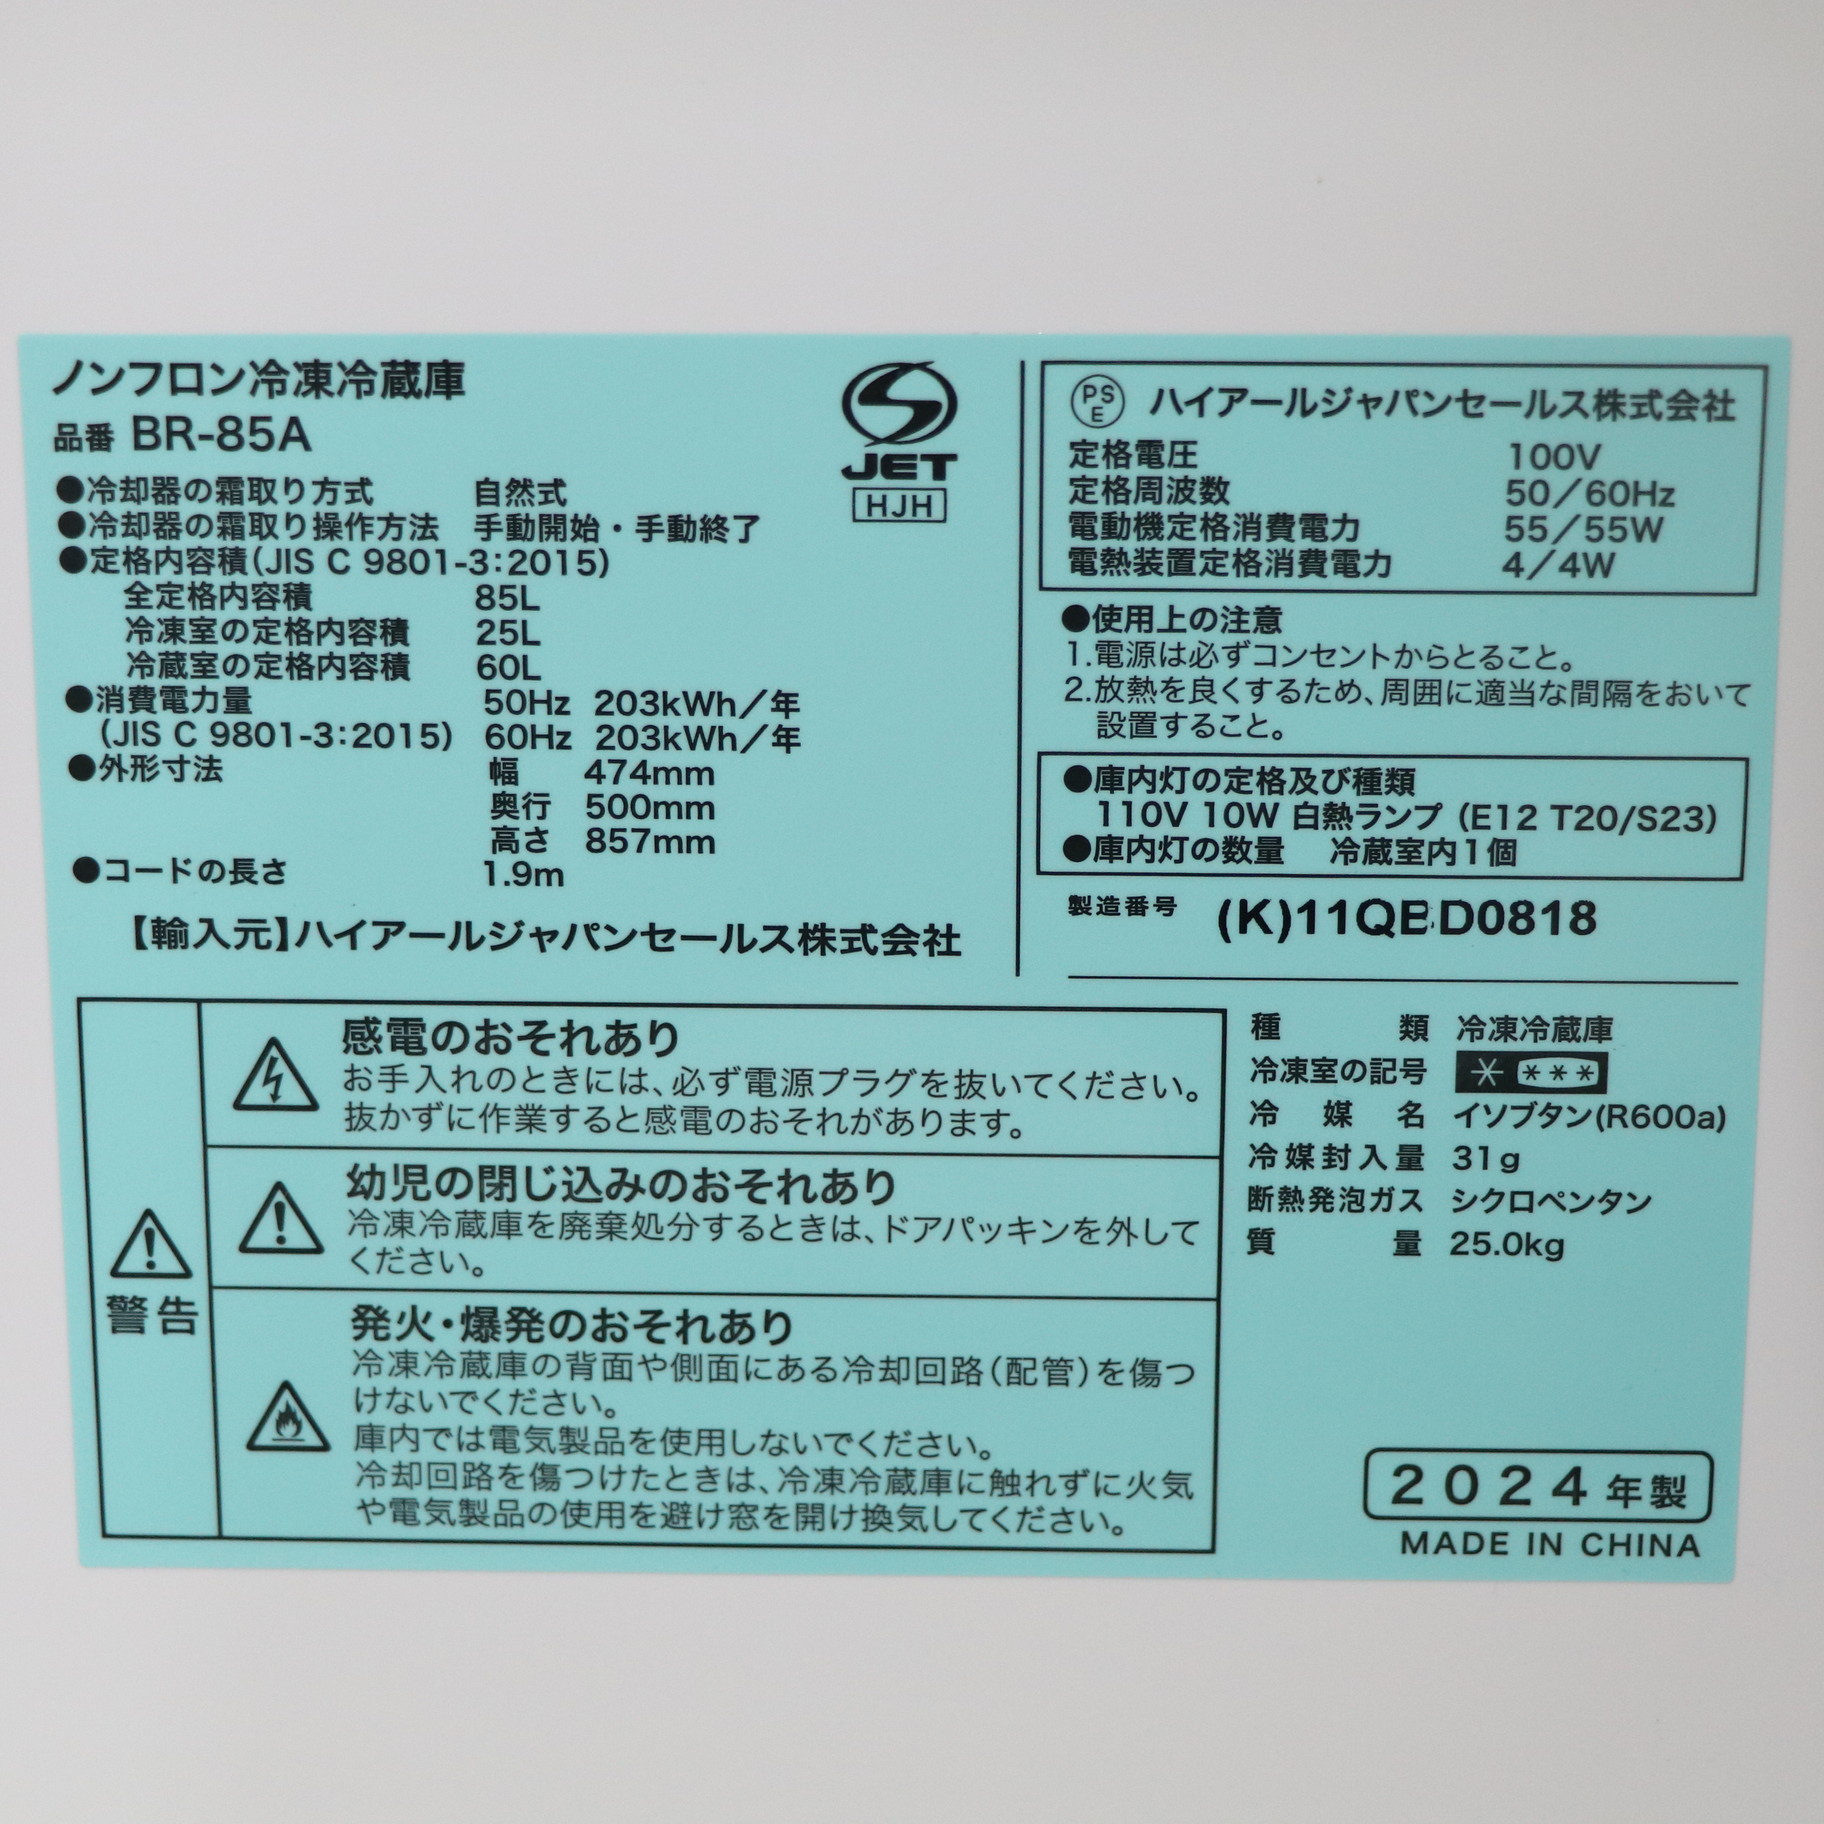 ノンフロン冷凍冷蔵庫
品番 BR-85A
●冷却器の霜取り方式 自然式
●冷却器の霜取り操作方法 手動開始・手動終了
●定格内容積(JIS C 9801-3:2015)
全定格内容積 85L
冷凍室の定格内容積 25L
冷蔵室の定格内容積 60L
●消費電力量 50Hz 203kWh/年
(JIS C 9801-3:2015) 60Hz 203kWh/年
●外形寸法 幅 474mm
奥行 500mm
高さ 857mm
●コードの長さ 1.9m
【輸入元】ハイアールジャパンセールス株式会社
JET
HJH
PS
E
ハイアールジャパンセールス株式会社
定格電圧 100V
定格周波数 50/60Hz
電動機定格消費電力 55/55W
電熱装置定格消費電力 4/4W
●使用上の注意
1.電源は必ずコンセントからとること。
2.放熱を良くするため、周囲に適当な間隔をおいて
設置すること。
●庫内灯の定格及び種類
110V 10W 白熱ランプ (E12 T20/S23)
●庫内灯の数量 冷蔵室内1個
製造番号 (K)11QBD0818
警告
感電のおそれあり
お手入れのときには、必ず電源プラグを抜いてください。
抜かずに作業すると感電のおそれがあります。
幼児の閉じ込みのおそれあり
冷凍冷蔵庫を廃棄処分するときは、ドアパッキンを外して
ください。
発火・爆発のおそれあり
冷凍冷蔵庫の背面や側面にある冷却回路(配管)を傷つ
けないでください。
庫内では電気製品を使用しないでください。
冷却回路を傷つけたときは、冷凍冷蔵庫に触れずに火気
や電気製品の使用を避け窓を開け換気してください。
種類 冷凍冷蔵庫
冷凍室の記号 * ***
冷媒名 イソブタン(R600a)
冷媒封入量 31g
断熱発泡ガス シクロペンタン
質量 25.0kg
2024年製
MADE IN CHINA